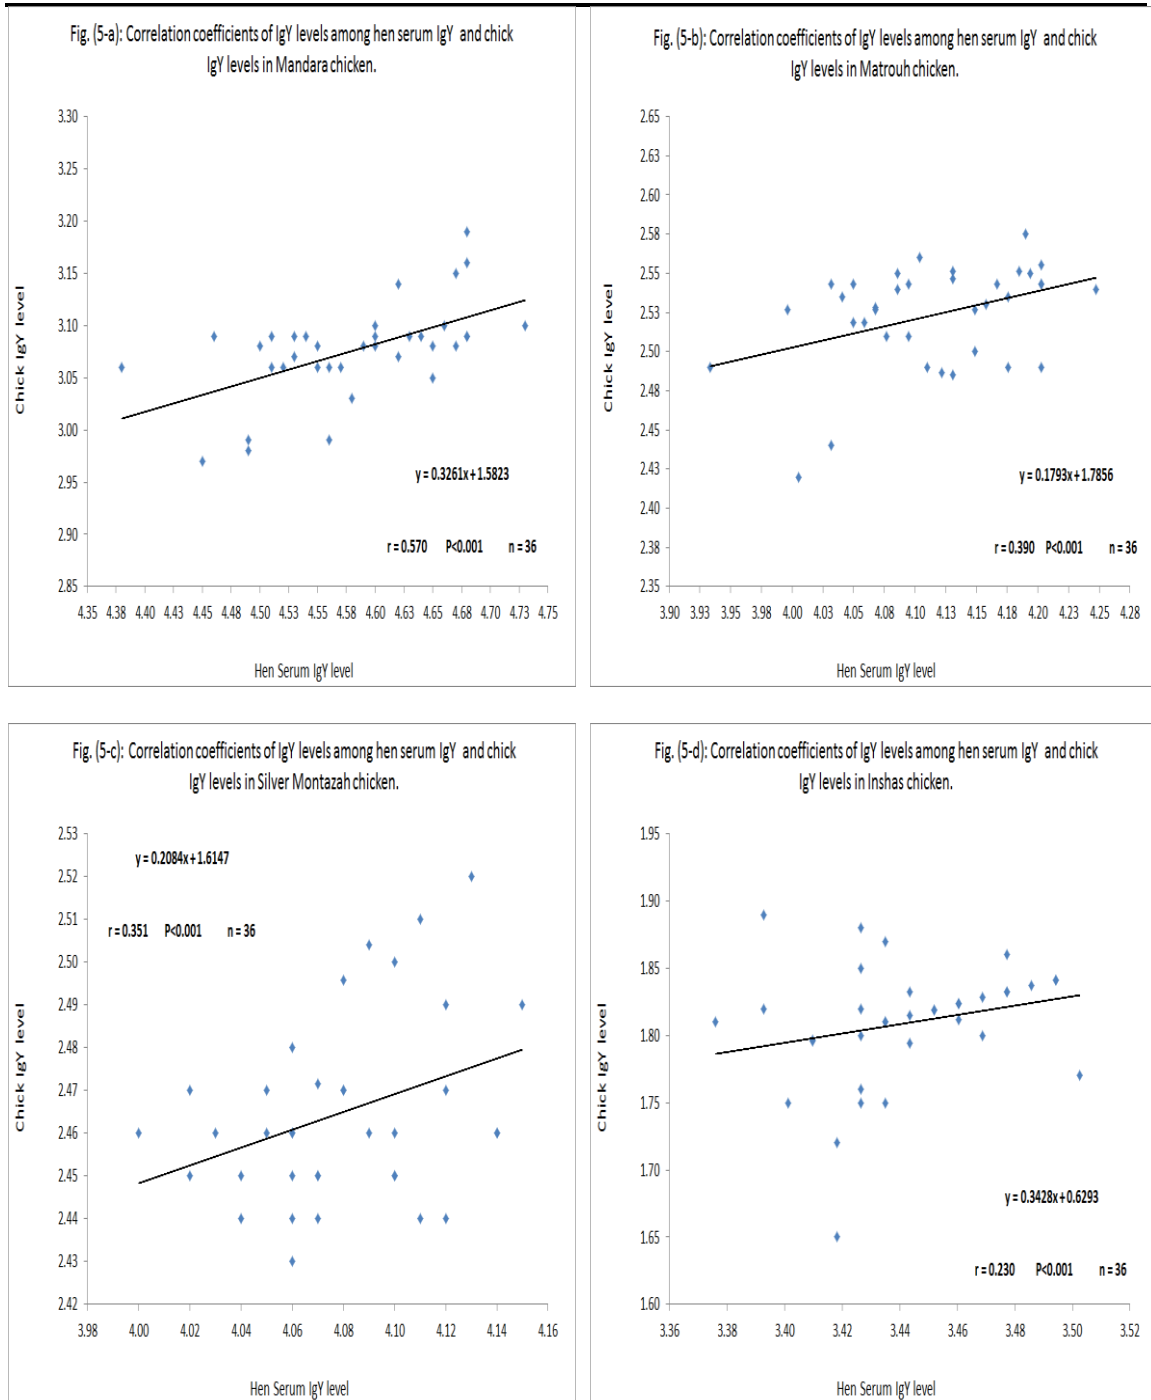 Fig. (5-a): Correlation coefficients of IgY levels among hen serum IgY and chick
IgY levels in Mandara chicken.
3.30
3.25
3.20
3.15
3.10
3.05
3.00
2.95
2.90
2.85
Chick IgY level
y = 0.3261x + 1.5823
r = 0.570 P<0.001 n = 36
4.35 4.38 4.40 4.43 4.45 4.48 4.50 4.53 4.55 4.58 4.60 4.63 4.65 4.68 4.70 4.73 4.75
Hen Serum IgY level
Fig. (5-b): Correlation coefficients of IgY levels among hen serum IgY and chick
IgY levels in Matrouh chicken.
2.65
2.63
2.60
2.58
2.55
2.53
2.50
2.48
2.45
2.43
2.40
2.38
2.35
Chick IgY level
y = 0.1793x + 1.7856
r = 0.390 P<0.001 n = 36
3.90 3.93 3.95 3.98 4.00 4.03 4.05 4.08 4.10 4.13 4.15 4.18 4.20 4.23 4.25 4.28
Hen Serum IgY level
Fig. (5-c): Correlation coefficients of IgY levels among hen serum IgY and chick
IgY levels in Silver Montazah chicken.
2.53
2.52
2.51
2.50
2.49
2.48
2.47
2.46
2.45
2.44
2.43
2.42
Chick IgY level
y = 0.2084x + 1.6147
r = 0.351 P<0.001 n = 36
3.98 4.00 4.02 4.04 4.06 4.08 4.10 4.12 4.14 4.16
Hen Serum IgY level
Fig. (5-d): Correlation coefficients of IgY levels among hen serum IgY and chick
IgY levels in Inshas chicken.
1.95
1.90
1.85
1.80
1.75
1.70
1.65
1.60
Chick IgY level
y = 0.3428x + 0.6293
r = 0.230 P<0.001 n = 36
3.36 3.38 3.40 3.42 3.44 3.46 3.48 3.50 3.52
Hen Serum IgY level